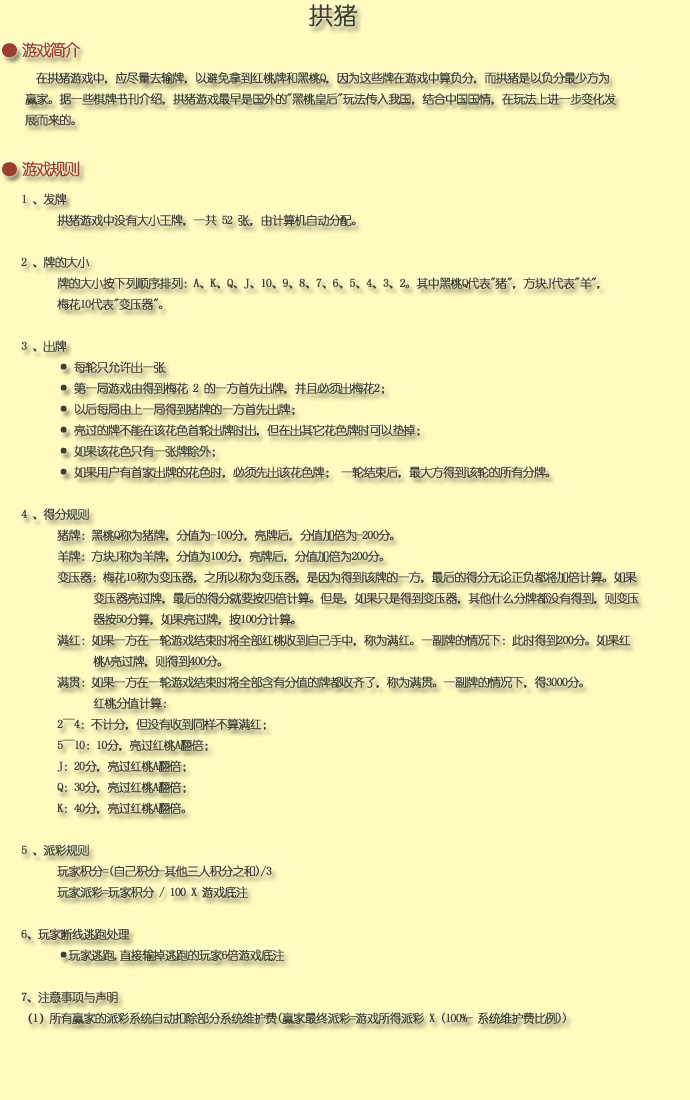 拱猪
游戏简介
在拱猪游戏中，应尽量去输牌，以避免拿到红桃牌和黑桃Q，因为这些牌在游戏中算负分，而拱猪是以负分最少方为
赢家。据一些棋牌书刊介绍，拱猪游戏最早是国外的"黑桃皇后"玩法传入我国，结合中国国情，在玩法上进一步变化发
展而来的。
游戏规则
1 、发牌
拱猪游戏中没有大小王牌，一共 52 张，由计算机自动分配。
2 、牌的大小
牌的大小按下列顺序排列：A、K、Q、J、10、9、8、7、6、5、4、3、2。其中黑桃Q代表"猪"，方块J代表"羊"，
梅花10代表"变压器"。
3 、出牌
● 每轮只允许出一张
● 第一局游戏由得到梅花 2 的一方首先出牌，并且必须出梅花2；
● 以后每局由上一局得到猪牌的一方首先出牌；
● 亮过的牌不能在该花色首轮出牌时出，但在出其它花色牌时可以垫掉；
● 如果该花色只有一张牌除外；
● 如果用户有首家出牌的花色时，必须先出该花色牌； 一轮结束后，最大方得到该轮的所有分牌。
4 、得分规则
猪牌：黑桃Q称为猪牌，分值为-100分，亮牌后，分值加倍为-200分。
羊牌：方块J称为羊牌，分值为100分，亮牌后，分值加倍为200分。
变压器：梅花10称为变压器，之所以称为变压器，是因为得到该牌的一方，最后的得分无论正负都将加倍计算。如果
变压器亮过牌，最后的得分就要按四倍计算。但是，如果只是得到变压器，其他什么分牌都没有得到，则变压
器按50分算，如果亮过牌，按100分计算。
满红：如果一方在一轮游戏结束时将全部红桃收到自己手中，称为满红。一副牌的情况下：此时得到200分。如果红
桃A亮过牌，则得到400分。
满贯：如果一方在一轮游戏结束时将全部含有分值的牌都收齐了，称为满贯。一副牌的情况下，得3000分。
红桃分值计算：
2￣4：不计分，但没有收到同样不算满红；
5￣10：10分，亮过红桃A翻倍；
J：20分，亮过红桃A翻倍；
Q：30分，亮过红桃A翻倍；
K：40分，亮过红桃A翻倍。
5 、派彩规则
玩家积分=(自己积分-其他三人积分之和)/3
玩家派彩=玩家积分 / 100 X 游戏底注
6、玩家断线逃跑处理
●玩家逃跑,直接输掉逃跑的玩家6倍游戏底注
7、注意事项与声明
（1）所有赢家的派彩系统自动扣除部分系统维护费(赢家最终派彩=游戏所得派彩 X (100%- 系统维护费比例))